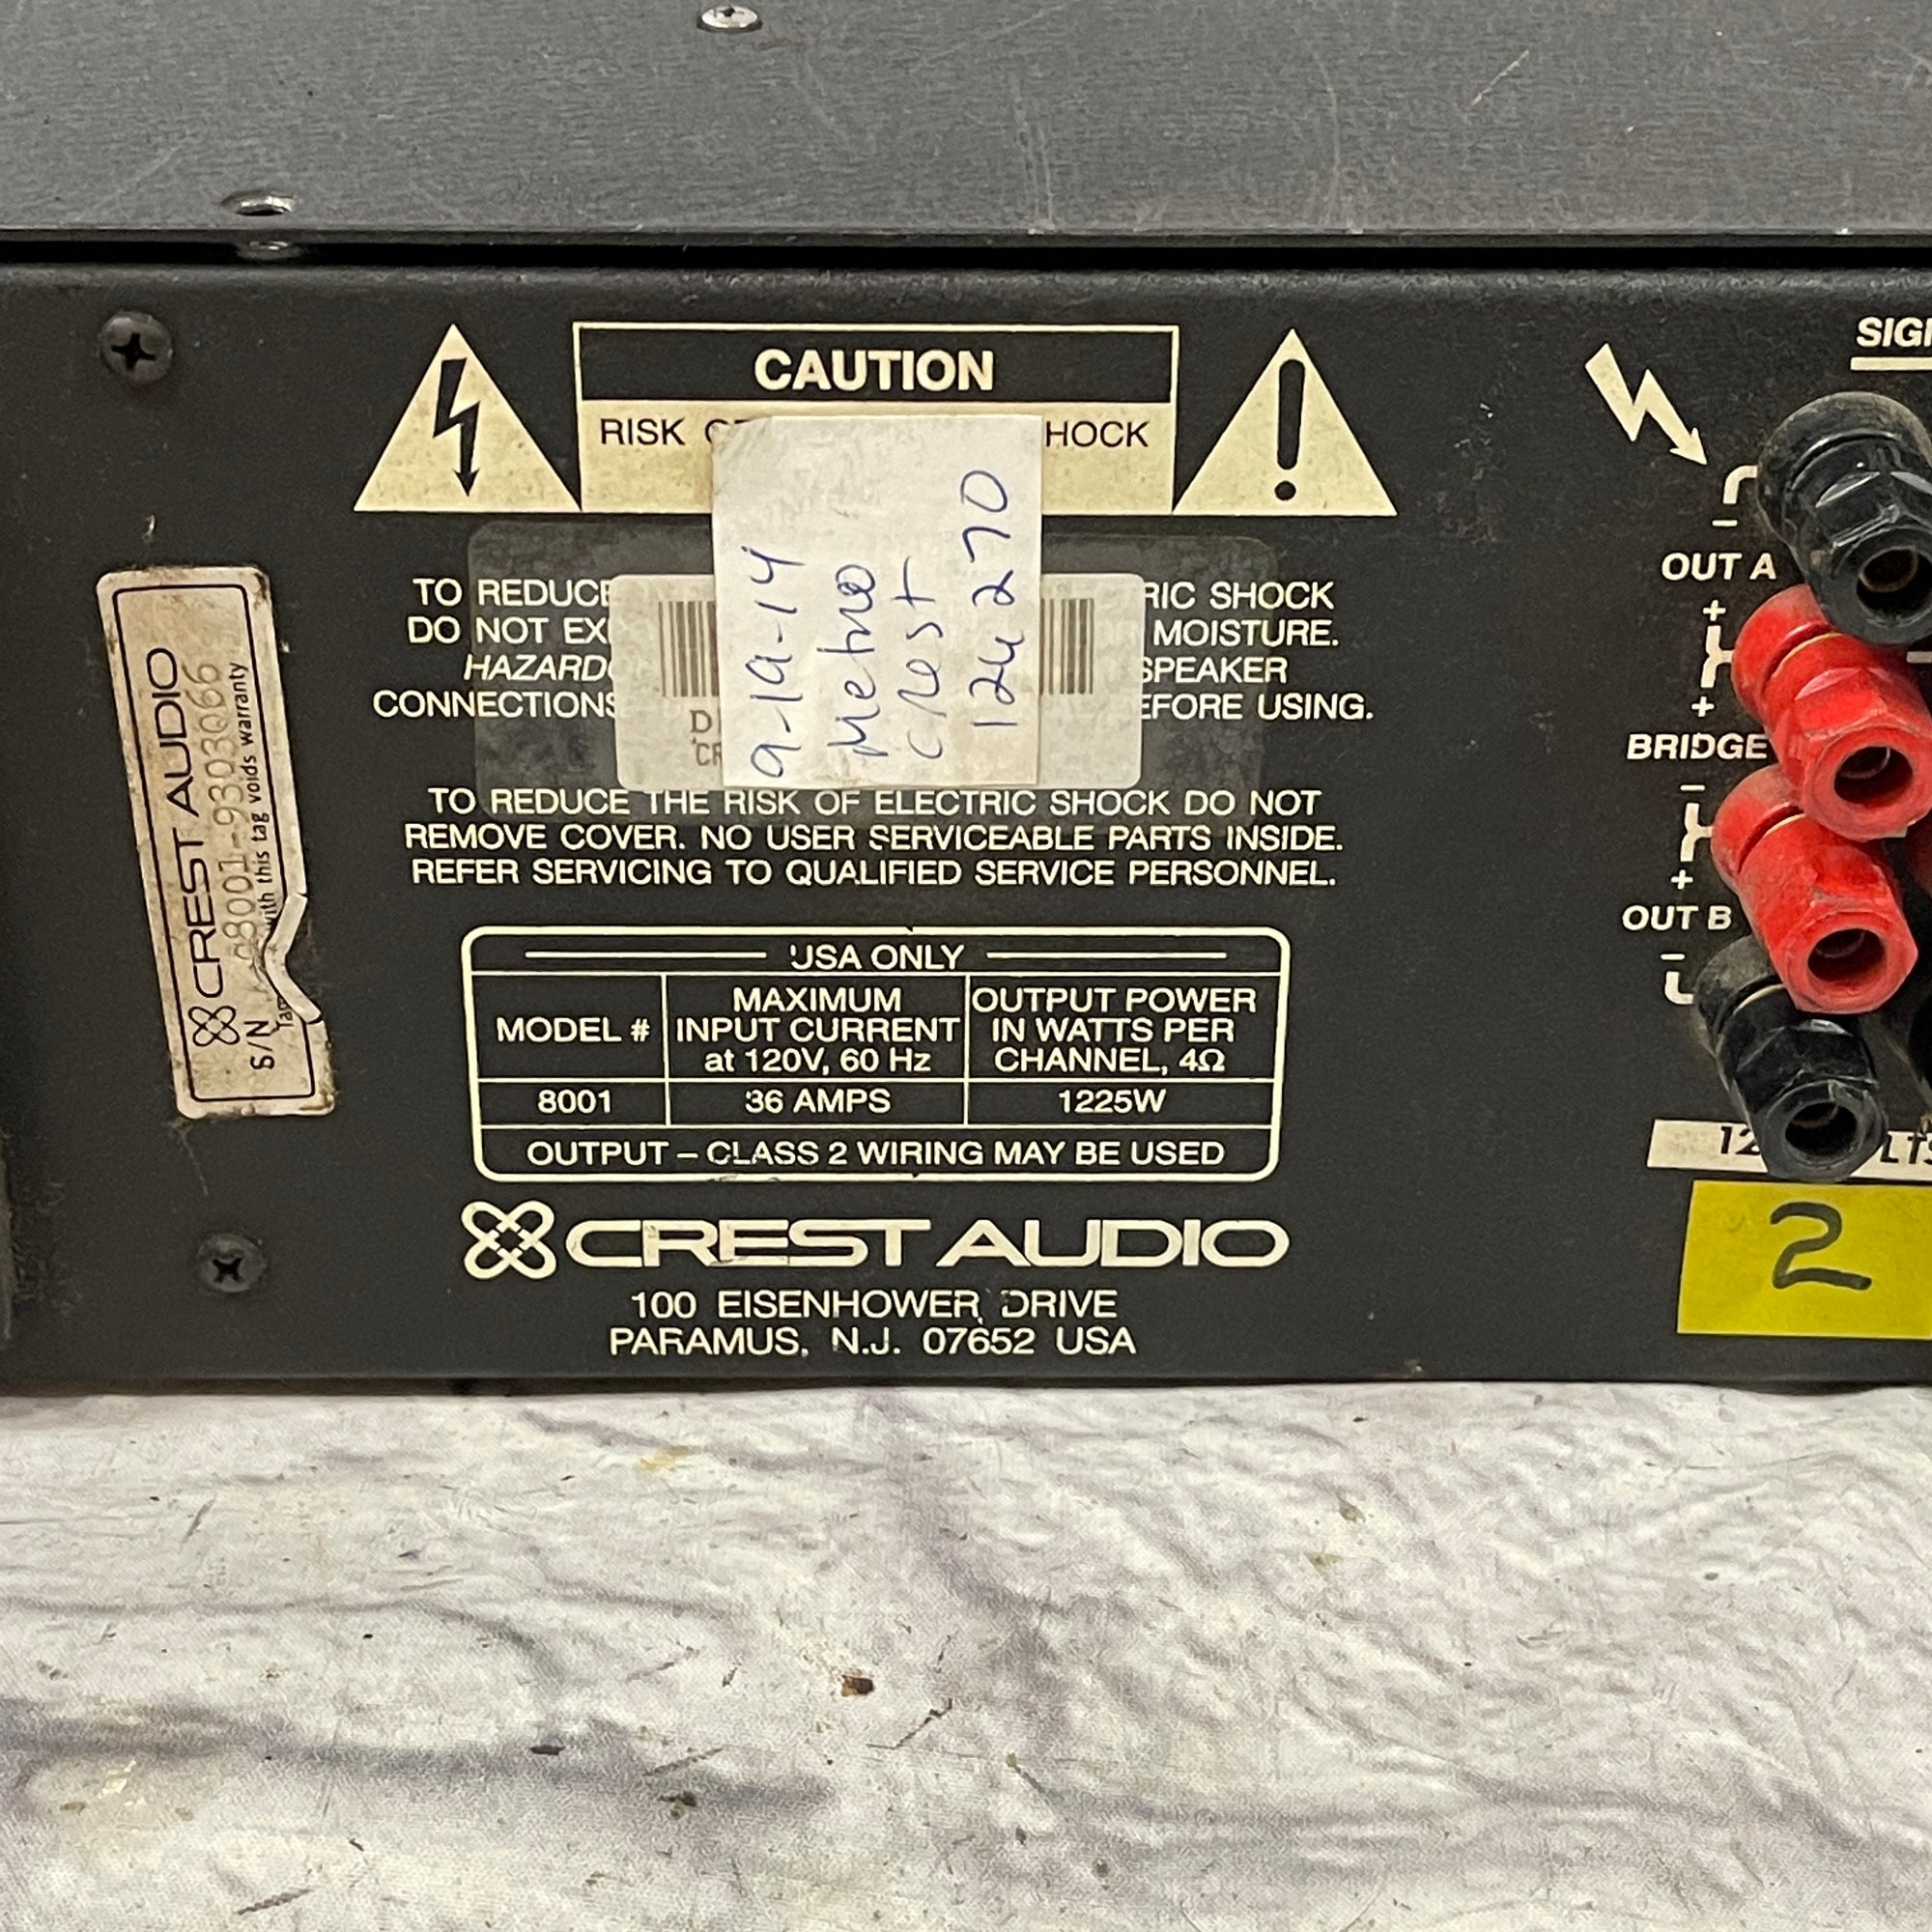 SIG
CAUTION
RISK HOCK
TO REDUCE RIC SHOCK
DO NOT EX MOISTURE.
HAZARD SPEAKER
CONNECTIONS EFORE USING.
9-19-14
Metro
crest
124270
TO REDUCE THE RISK OF ELECTRIC SHOCK DO NOT
REMOVE COVER. NO USER SERVICEABLE PARTS INSIDE.
REFER SERVICING TO QUALIFIED SERVICE PERSONNEL.
CREST AUDIO
S/N 8001-9303066
with this tag voids warranty
USA ONLY
MODEL #
MAXIMUM
INPUT CURRENT
at 120V, 60 Hz
OUTPUT POWER
IN WATTS PER
CHANNEL, 4Ω
8001 36 AMPS 1225W
OUTPUT – CLASS 2 WIRING MAY BE USED
CREST AUDIO
100 EISENHOWER DRIVE
PARAMUS, N.J. 07652 USA
−
OUT A
+
+
BRIDGE
−
+
OUT B
−
12 LTS
2